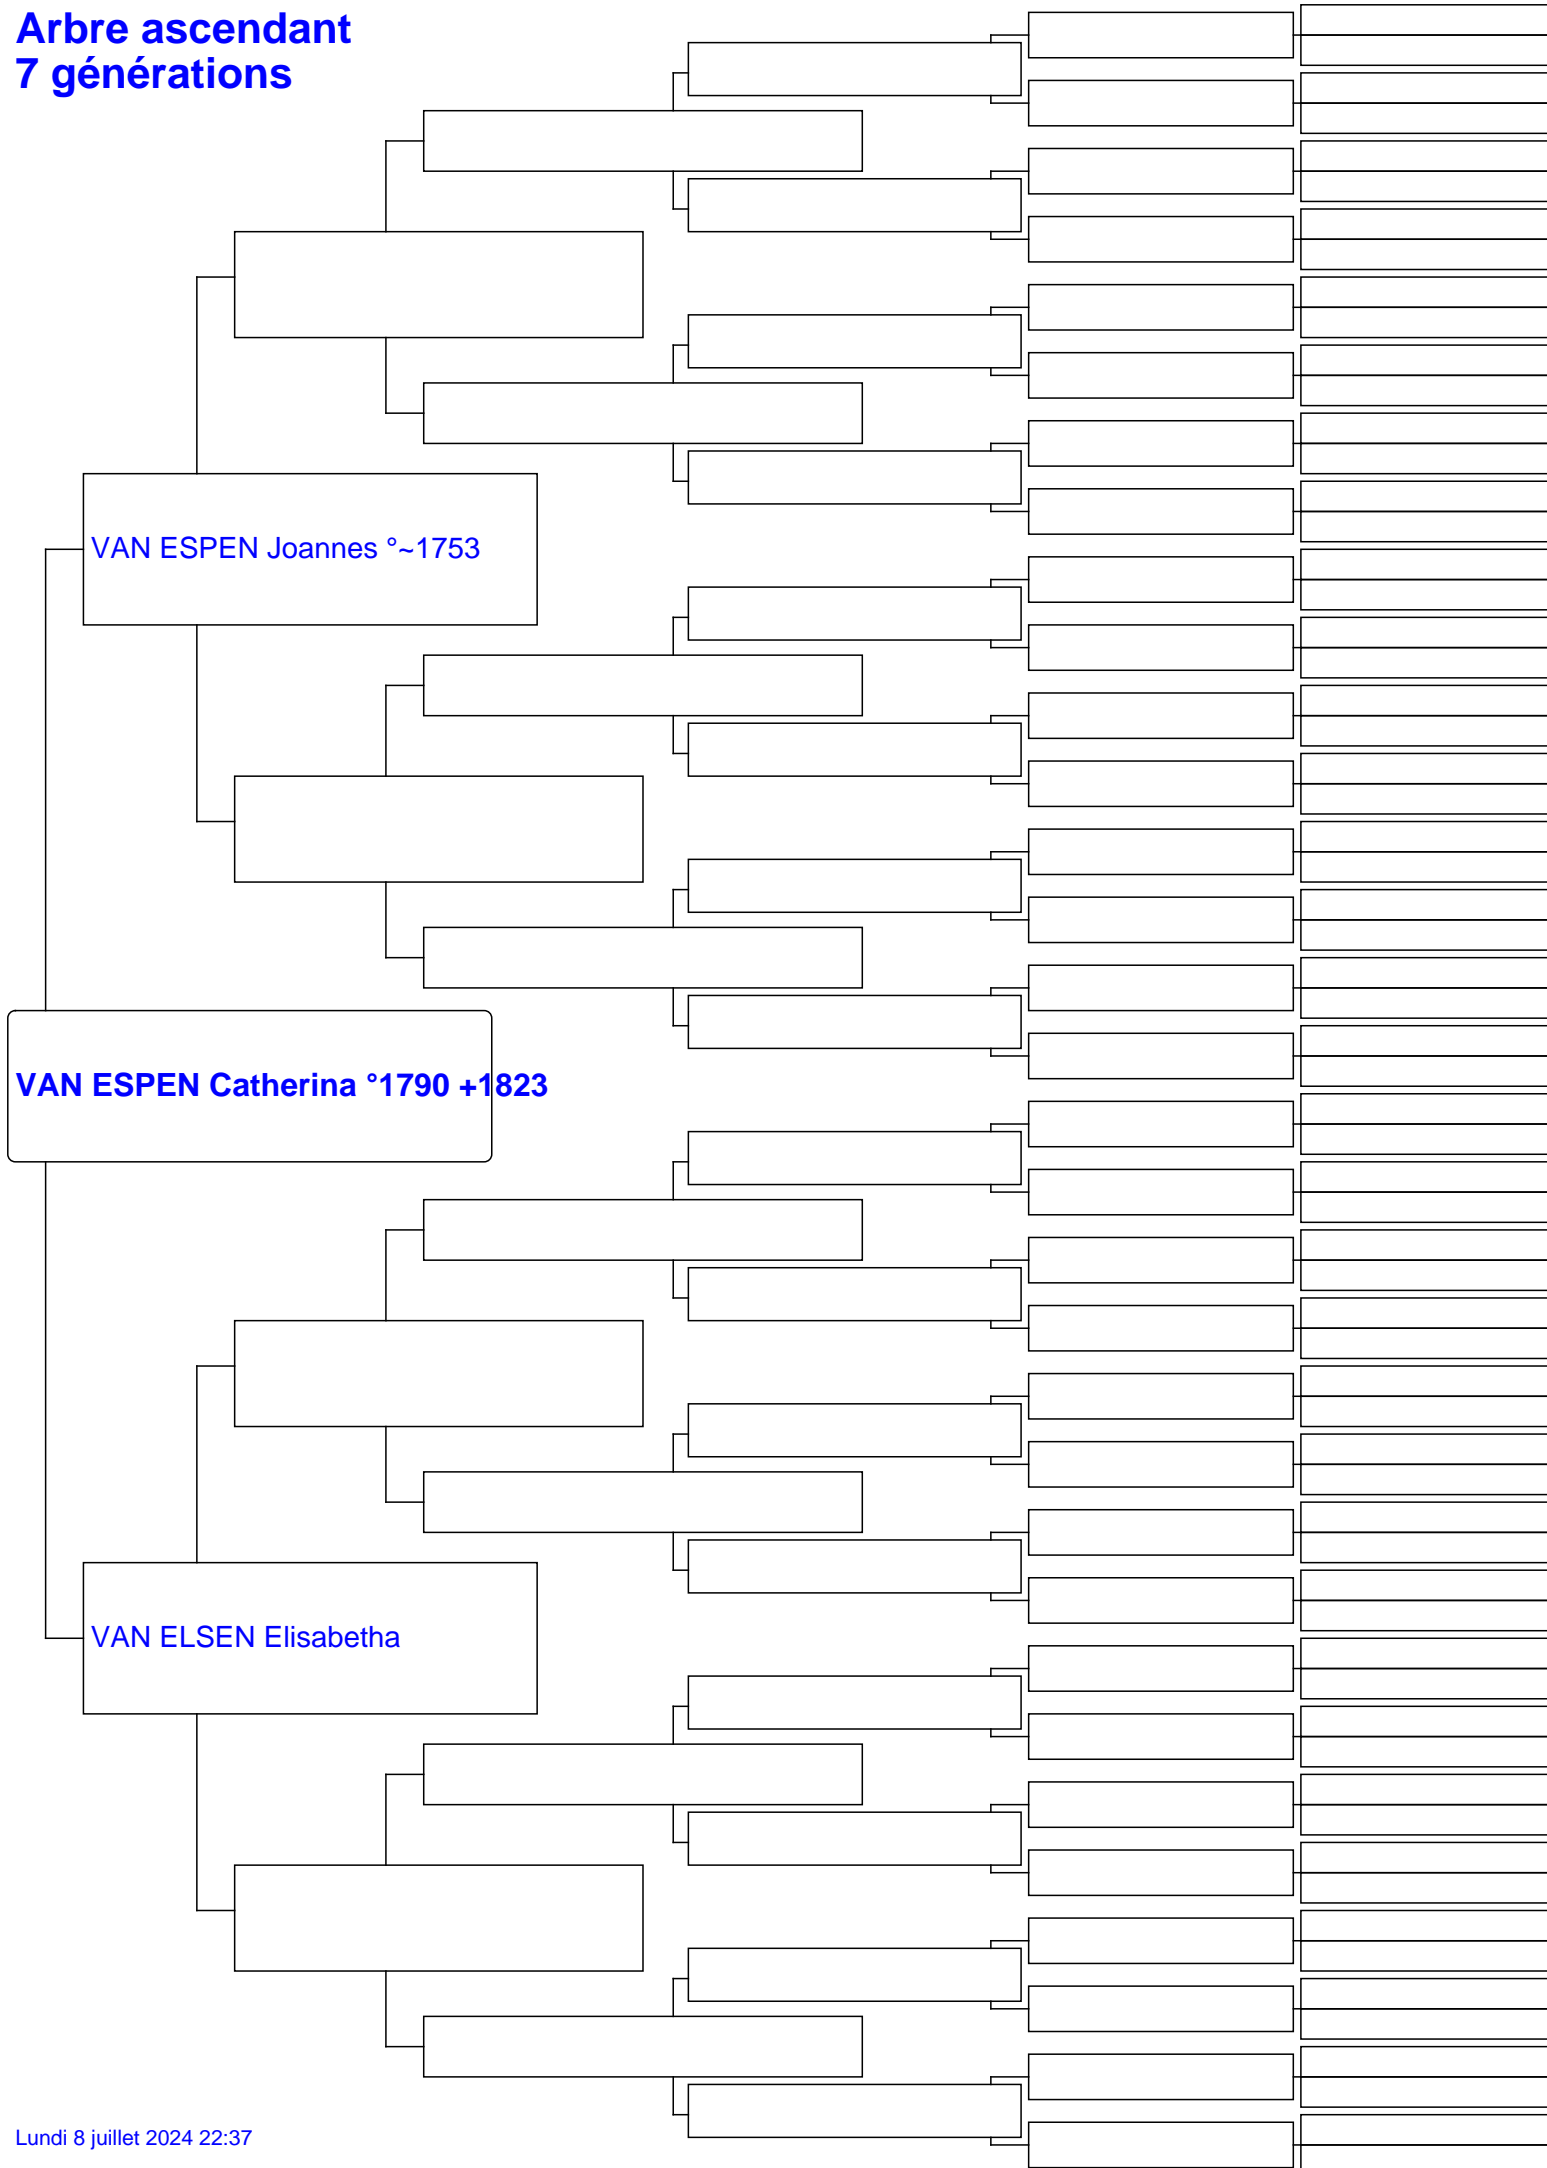 Arbre ascendant
7 générations
VAN ESPEN Joannes °~1753
VAN ESPEN Catherina °1790 +1823
VAN ELSEN Elisabetha
Lundi 8 juillet 2024 22:37